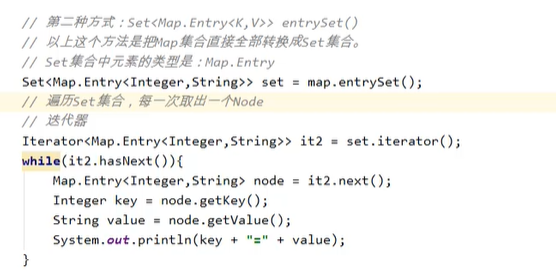 // 第二种方式：Set<Map.Entry<K,V>> entrySet()
// 以上这个方法是把Map集合直接全部转换成Set集合。
// Set集合中元素的类型是：Map.Entry
Set<Map.Entry<Integer,String>> set = map.entrySet();
// 遍历Set集合，每一次取出一个Node
// 迭代器
Iterator<Map.Entry<Integer,String>> it2 = set.iterator();
while(it2.hasNext()){
    Map.Entry<Integer,String> node = it2.next();
    Integer key = node.getKey();
    String value = node.getValue();
    System.out.println(key + "=" + value);
}